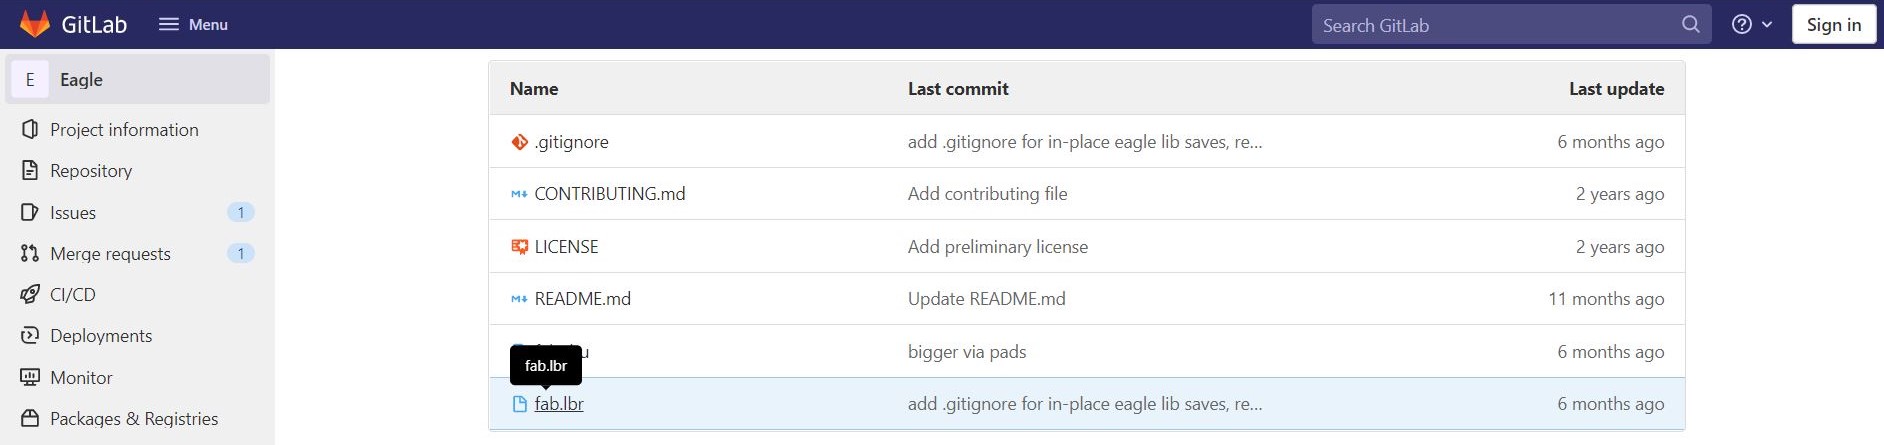 GitLab Menu Search GitLab Sign in
E Eagle
Project information
Repository
Issues 1
Merge requests 1
CI/CD
Deployments
Monitor
Packages & Registries
Name Last commit Last update
.gitignore add .gitignore for in-place eagle lib saves, re... 6 months ago
CONTRIBUTING.md Add contributing file 2 years ago
LICENSE Add preliminary license 2 years ago
README.md Update README.md 11 months ago
bigger via pads 6 months ago
fab.lbr
fab.lbr add .gitignore for in-place eagle lib saves, re... 6 months ago